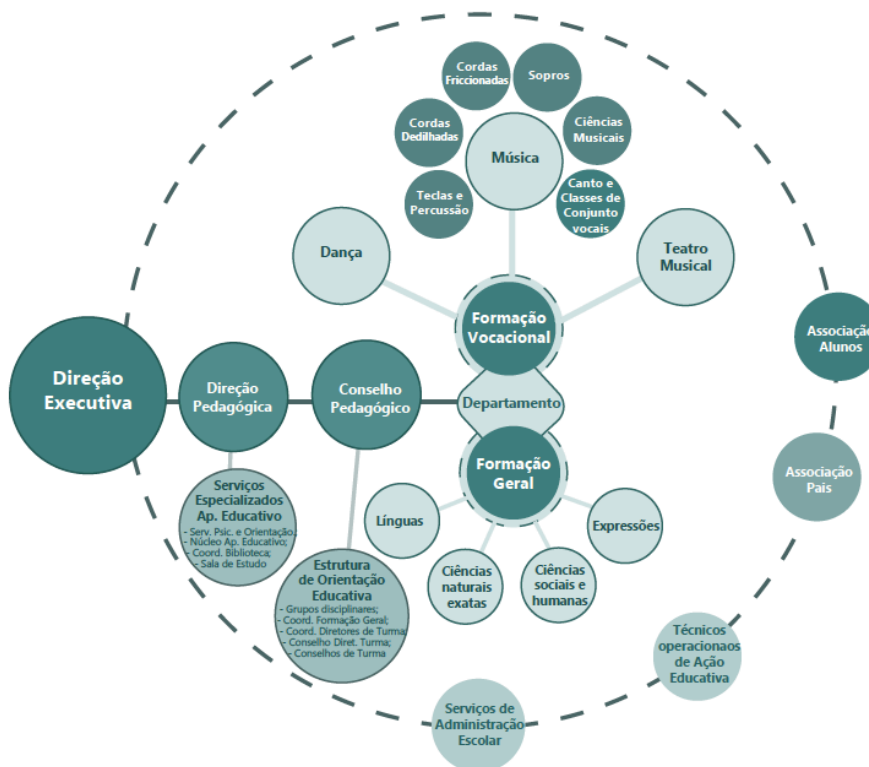 Cordas
Friccionadas
Sopros
Cordas
Dedilhadas
Música
Ciências
Musicais
Teclas e
Percussão
Canto e
Classes de
Conjunto
vocais
Dança
Teatro
Musical
Formação
Vocacional
Associação
Alunos
Direção
Executiva
Direção
Pedagógica
Conselho
Pedagógico
Departamento
Formação
Geral
Associação
Pais
Serviços
Especializados
Ap. Educativo
- Serv. Psic. e Orientação;
- Núcleo Ap. Educativo;
- Coord. Biblioteca;
- Sala de Estudo
Línguas
Expressões
Estrutura
de Orientação
Educativa
- Grupos disciplinares;
- Coord. Formação Geral;
- Coord. Diretores de Turma;
- Conselho Diret. Turma;
- Conselhos de Turma
Ciências
naturais
exatas
Ciências
sociais e
humanas
Técnicos
operacionaos
de Ação
Educativa
Serviços de
Administração
Escolar